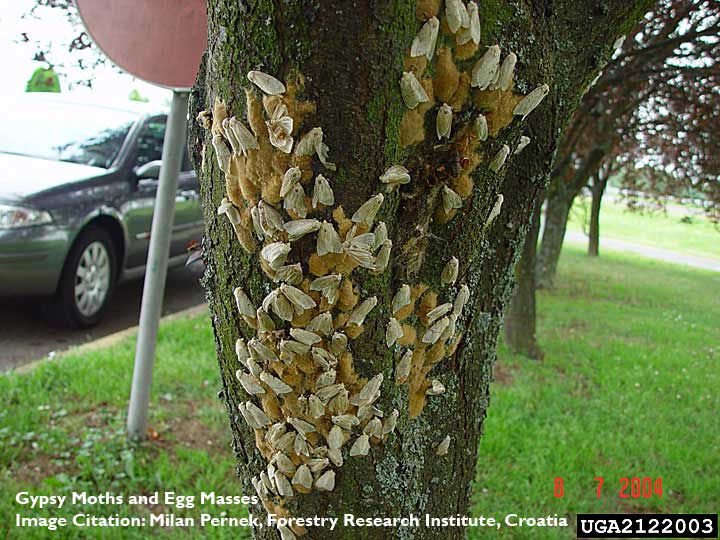 8 7 2004
Gypsy Moths and Egg Masses
Image Citation: Milan Pernek, Forestry Research Institute, Croatia
UGA2122003